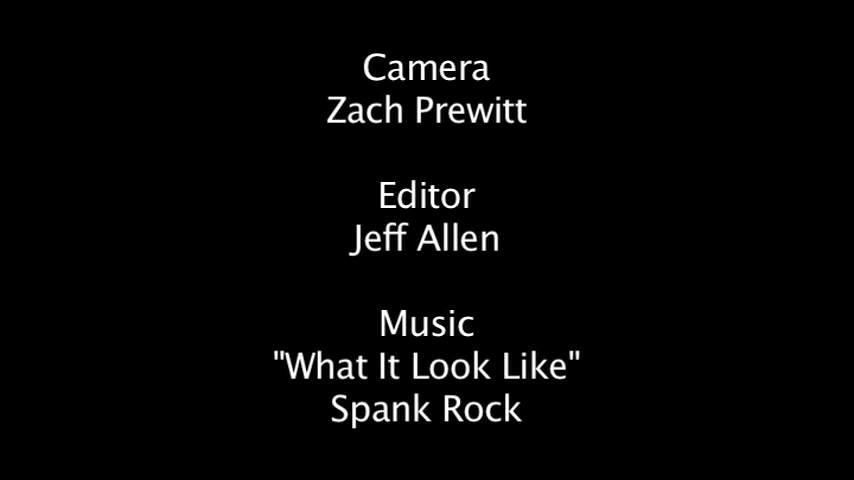 Camera
Zach Prewitt
Editor
Jeff Allen
Music
"What It Look Like"
Spank Rock